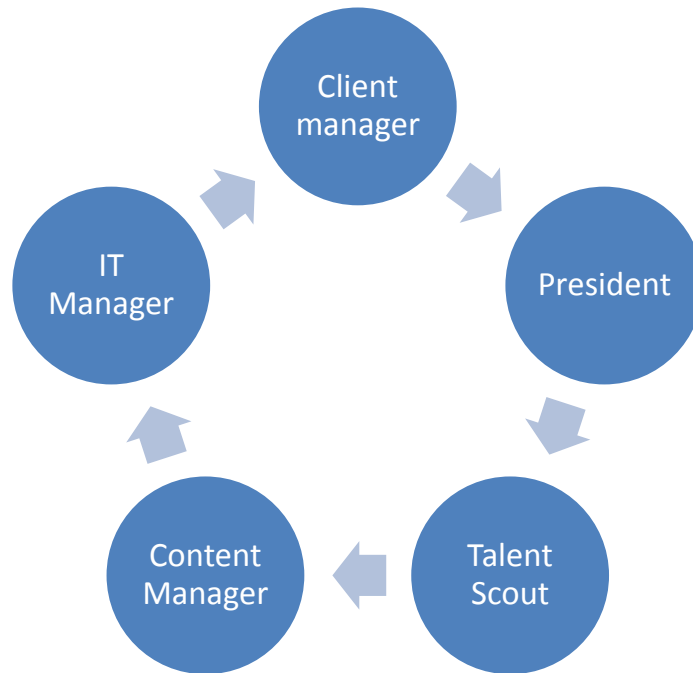 Client
manager
President
Talent
Scout
Content
Manager
IT
Manager